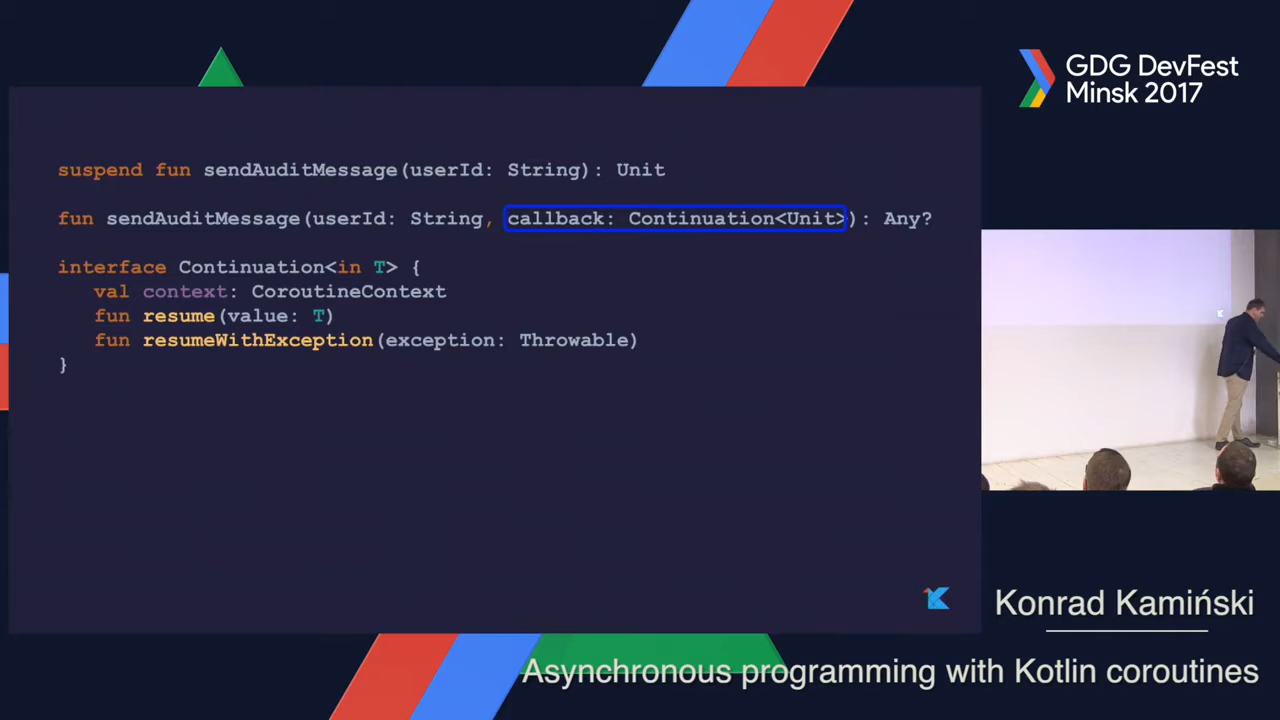 GDG DevFest
Minsk 2017
suspend fun sendAuditMessage(userId: String): Unit
fun sendAuditMessage(userId: String, callback: Continuation<Unit>): Any?
interface Continuation<in T> {
val context: CoroutineContext
fun resume(value: T)
fun resumeWithException(exception: Throwable)
}
Konrad Kamiński
Asynchronous programming with Kotlin coroutines